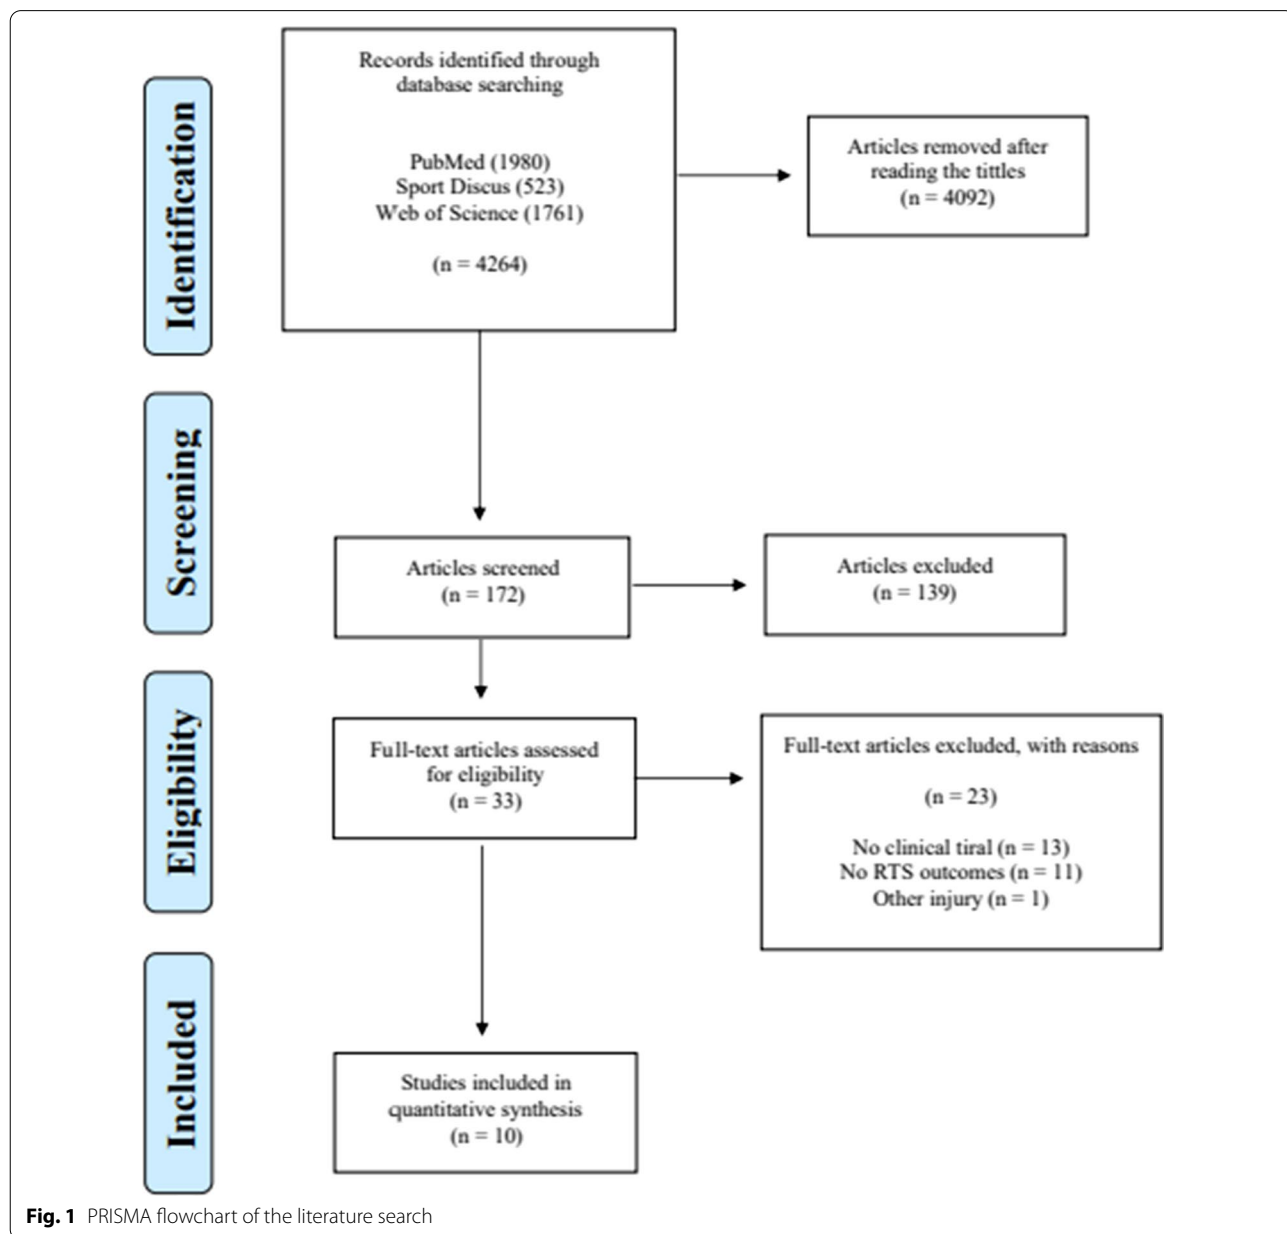 Identification
Records identified through
database searching
PubMed (1980)
Sport Discus (523)
Web of Science (1761)
(n = 4264)
Articles removed after
reading the tittles
(n = 4092)
Screening
Articles screened
(n = 172)
Articles excluded
(n = 139)
Eligibility
Full-text articles assessed
for eligibility
(n = 33)
Full-text articles excluded, with reasons
(n = 23)
No clinical tiral (n = 13)
No RTS outcomes (n = 11)
Other injury (n = 1)
Included
Studies included in
quantitative synthesis
(n = 10)
Fig. 1 PRISMA flowchart of the literature search